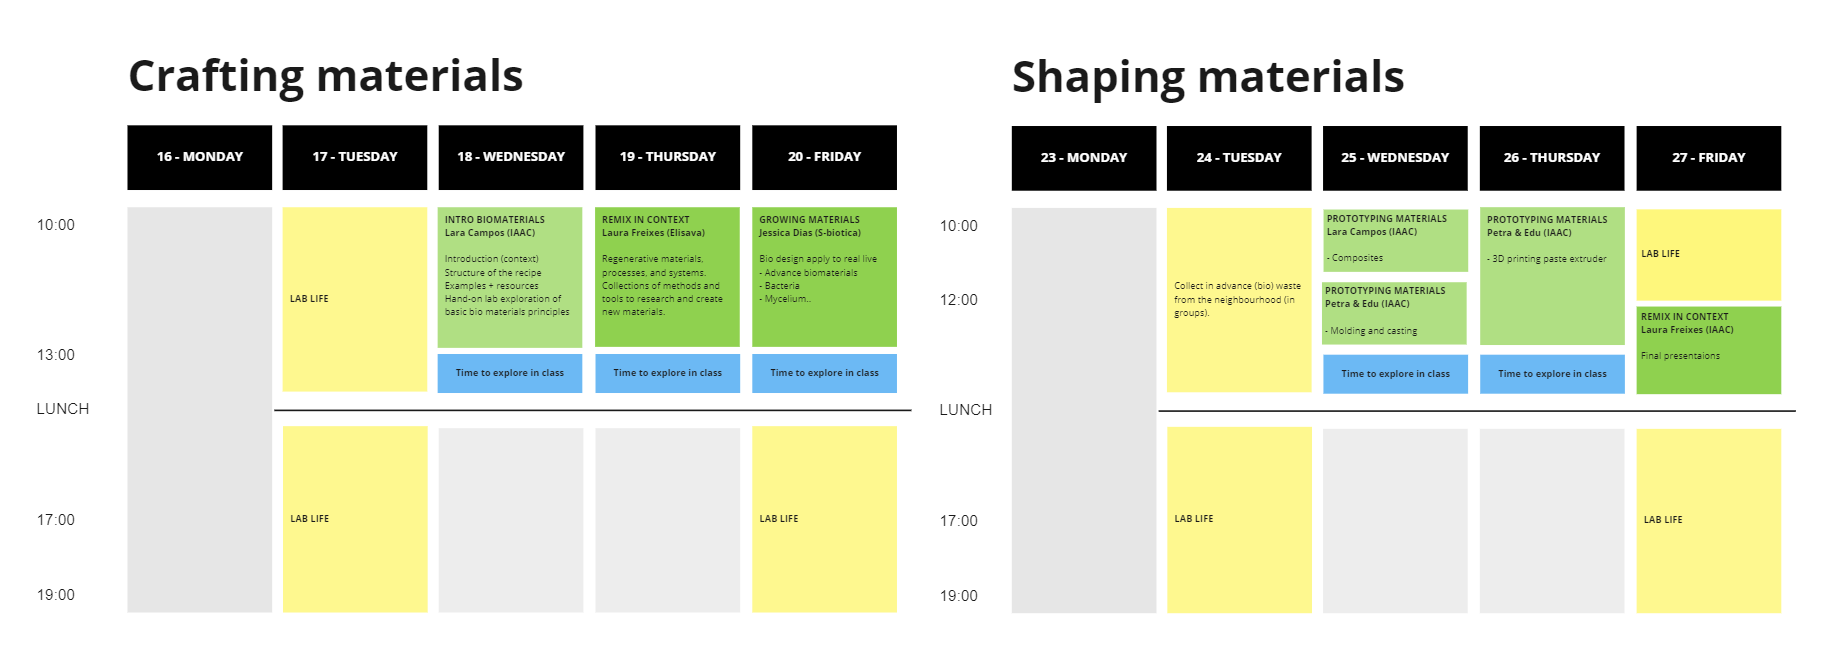 Crafting materials
16 - MONDAY
17 - TUESDAY
18 - WEDNESDAY
19 - THURSDAY
20 - FRIDAY
10:00
13:00
LUNCH
17:00
19:00
LAB LIFE
LAB LIFE
INTRO BIOMATERIALS
Lara Campos (IAAC)
Introduction (context)
Structure of the recipe
Examples + resources
Hand-on lab exploration of
basic bio materials principles
Time to explore in class
REMIX IN CONTEXT
Laura Freixes (Elisava)
Regenerative materials,
processes, and systems.
Collections of methods and
tools to research and create
new materials.
Time to explore in class
GROWING MATERIALS
Jessica Dias (S-biotica)
Bio design apply to real live
- Advance biomaterials
- Bacteria
- Mycelium..
Time to explore in class
LAB LIFE
Shaping materials
23 - MONDAY
24 - TUESDAY
25 - WEDNESDAY
26 - THURSDAY
27 - FRIDAY
10:00
12:00
13:00
LUNCH
17:00
19:00
Collect in advance (bio) waste
from the neighbourhood (in
groups).
LAB LIFE
PROTOTYPING MATERIALS
Lara Campos (IAAC)
- Composites
PROTOTYPING MATERIALS
Petra & Edu (IAAC)
- Molding and casting
Time to explore in class
PROTOTYPING MATERIALS
Petra & Edu (IAAC)
- 3D printing paste extruder
Time to explore in class
LAB LIFE
REMIX IN CONTEXT
Laura Freixes (IAAC)
Final presentaions
LAB LIFE